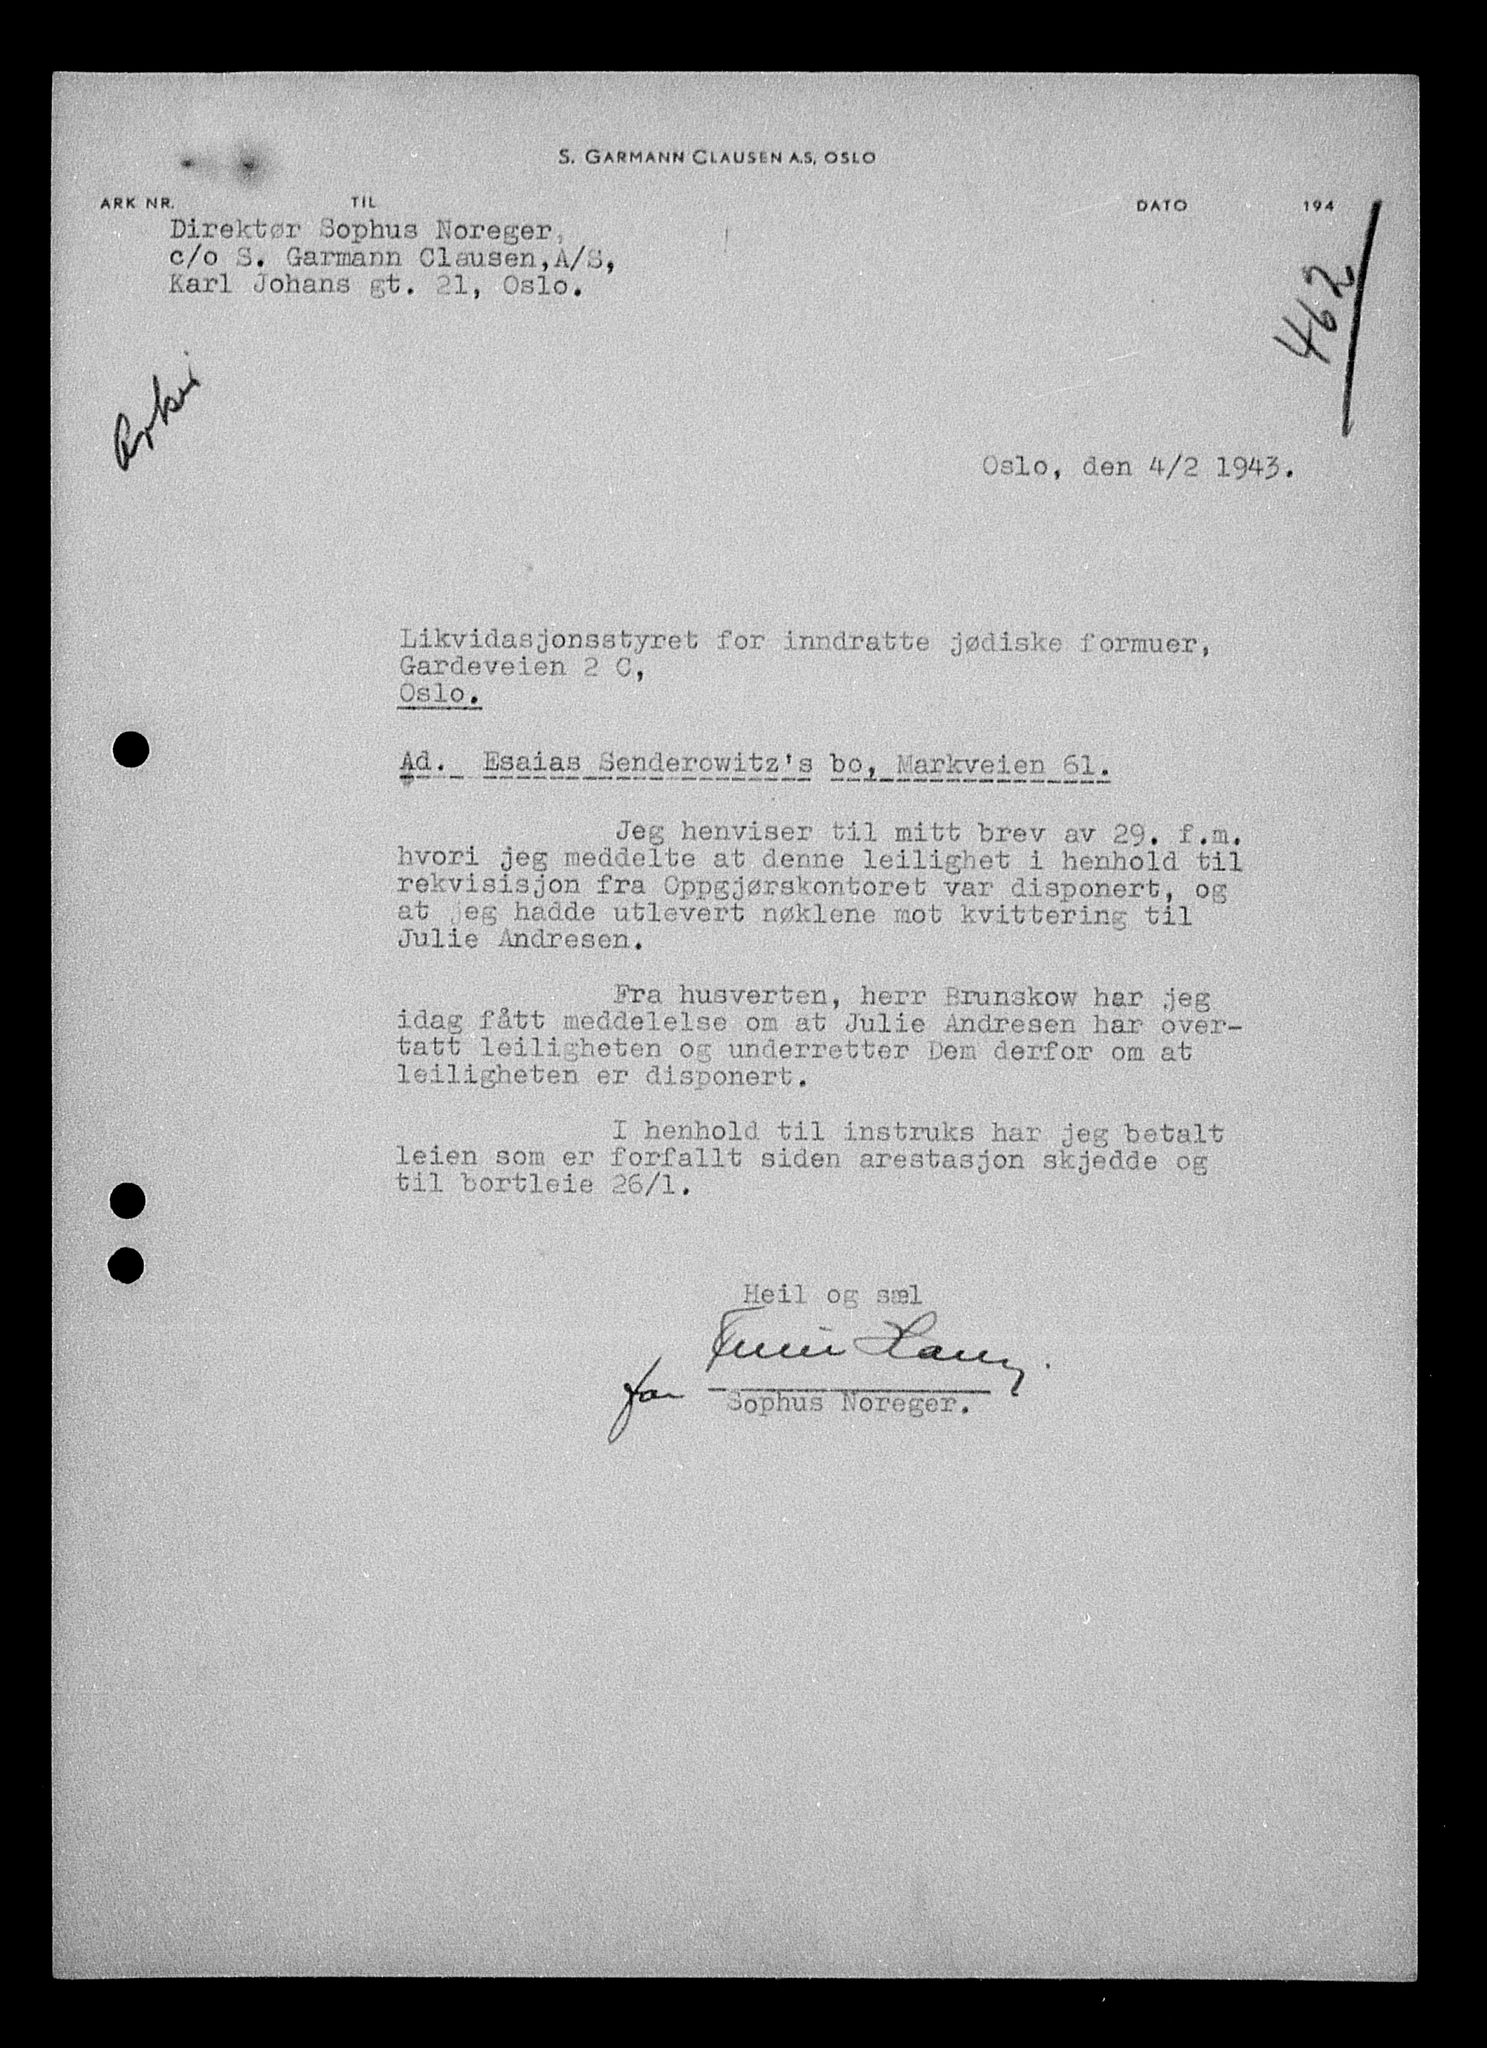 S. GARMANN CLAUSEN A.S, OSLO
ARK NR. TIL DATO 194
Direktør Sophus Noreger,
c/o S. Garmann Clausen, A/S,
Karl Johans gt. 21, Oslo.
462
Arkiv
Oslo, den 4/2 1943.
Likvidasjonsstyret for inndratte jødiske formuer,
Gardeveien 2 C,
Oslo.
Ad. Esaias Senderowitz's bo, Markveien 61.
Jeg henviser til mitt brev av 29. f.m.
hvori jeg meddelte at denne leilighet i henhold til
rekvisisjon fra Oppgjørskontoret var disponert, og
at jeg hadde utlevert nøklene mot kvittering til
Julie Andresen.
Fra husverten, herr Brunskow har jeg
idag fått meddelelse om at Julie Andresen har over-
tatt leiligheten og underretter Dem derfor om at
leiligheten er disponert.
I henhold til instruks har jeg betalt
leien som er forfallt siden arestasjon skjedde og
til bortleie 26/1.
Heil og sæl
for
Sophus Noreger.